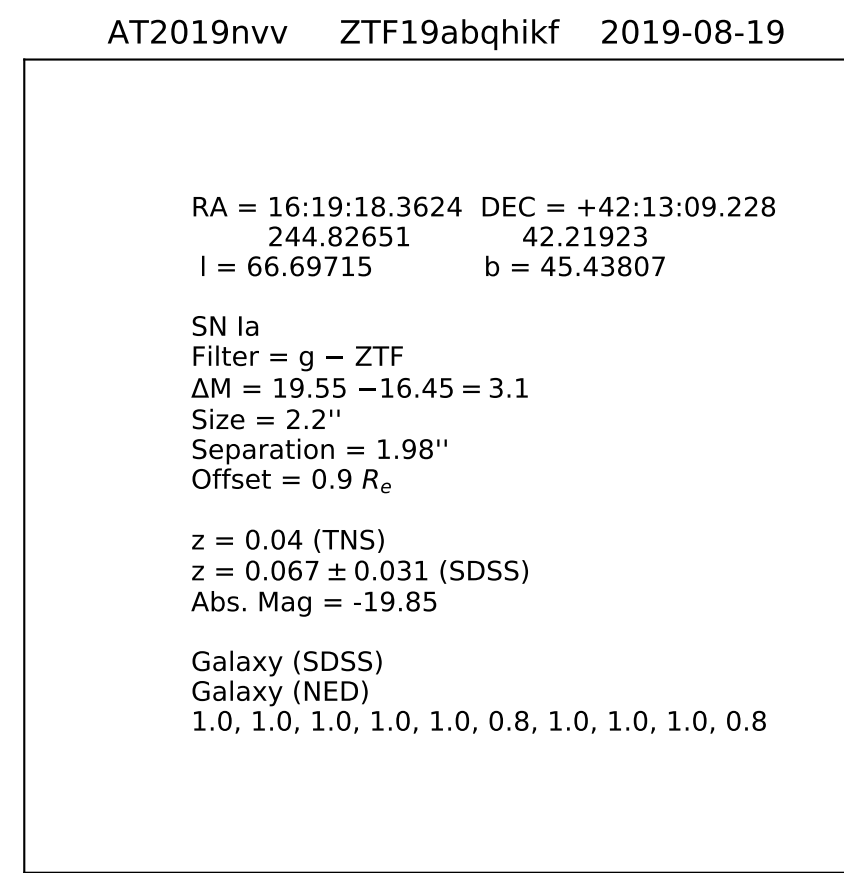 AT2019nvv ZTF19abqhikf 2019-08-19
RA = 16:19:18.3624 DEC = +42:13:09.228
244.82651 42.21923
l = 66.69715 b = 45.43807
SN Ia
Filter = g − ZTF
ΔM = 19.55 −16.45 = 3.1
Size = 2.2''
Separation = 1.98''
Offset = 0.9 Rₑ
z = 0.04 (TNS)
z = 0.067 ± 0.031 (SDSS)
Abs. Mag = -19.85
Galaxy (SDSS)
Galaxy (NED)
1.0, 1.0, 1.0, 1.0, 1.0, 0.8, 1.0, 1.0, 1.0, 0.8